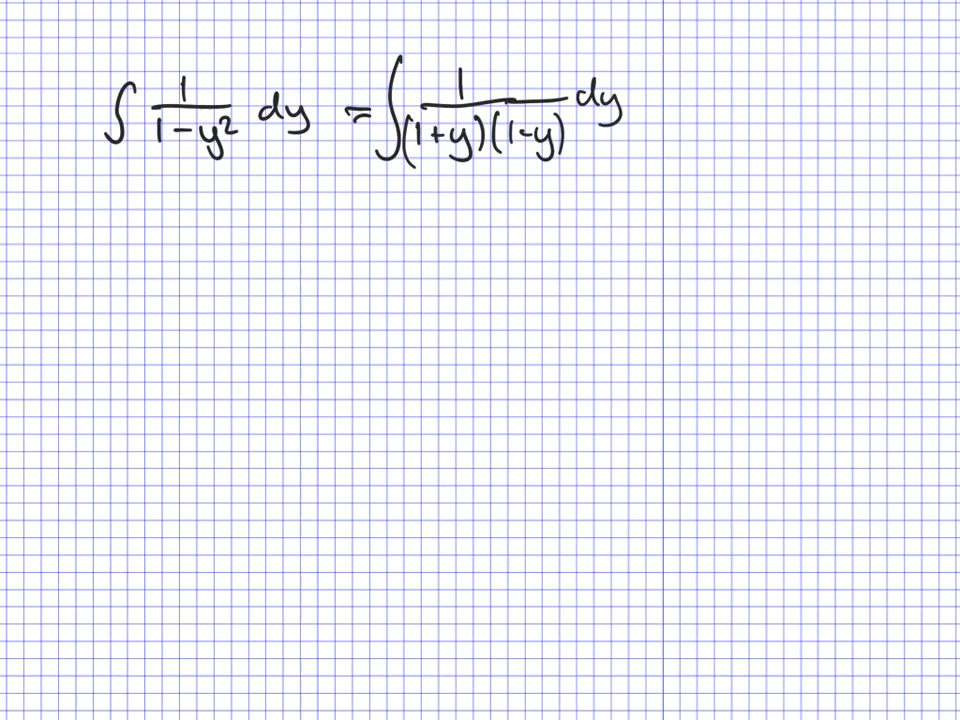 ∫ 1/(1-y²) dy = ∫ 1/((1+y)(1-y)) dy